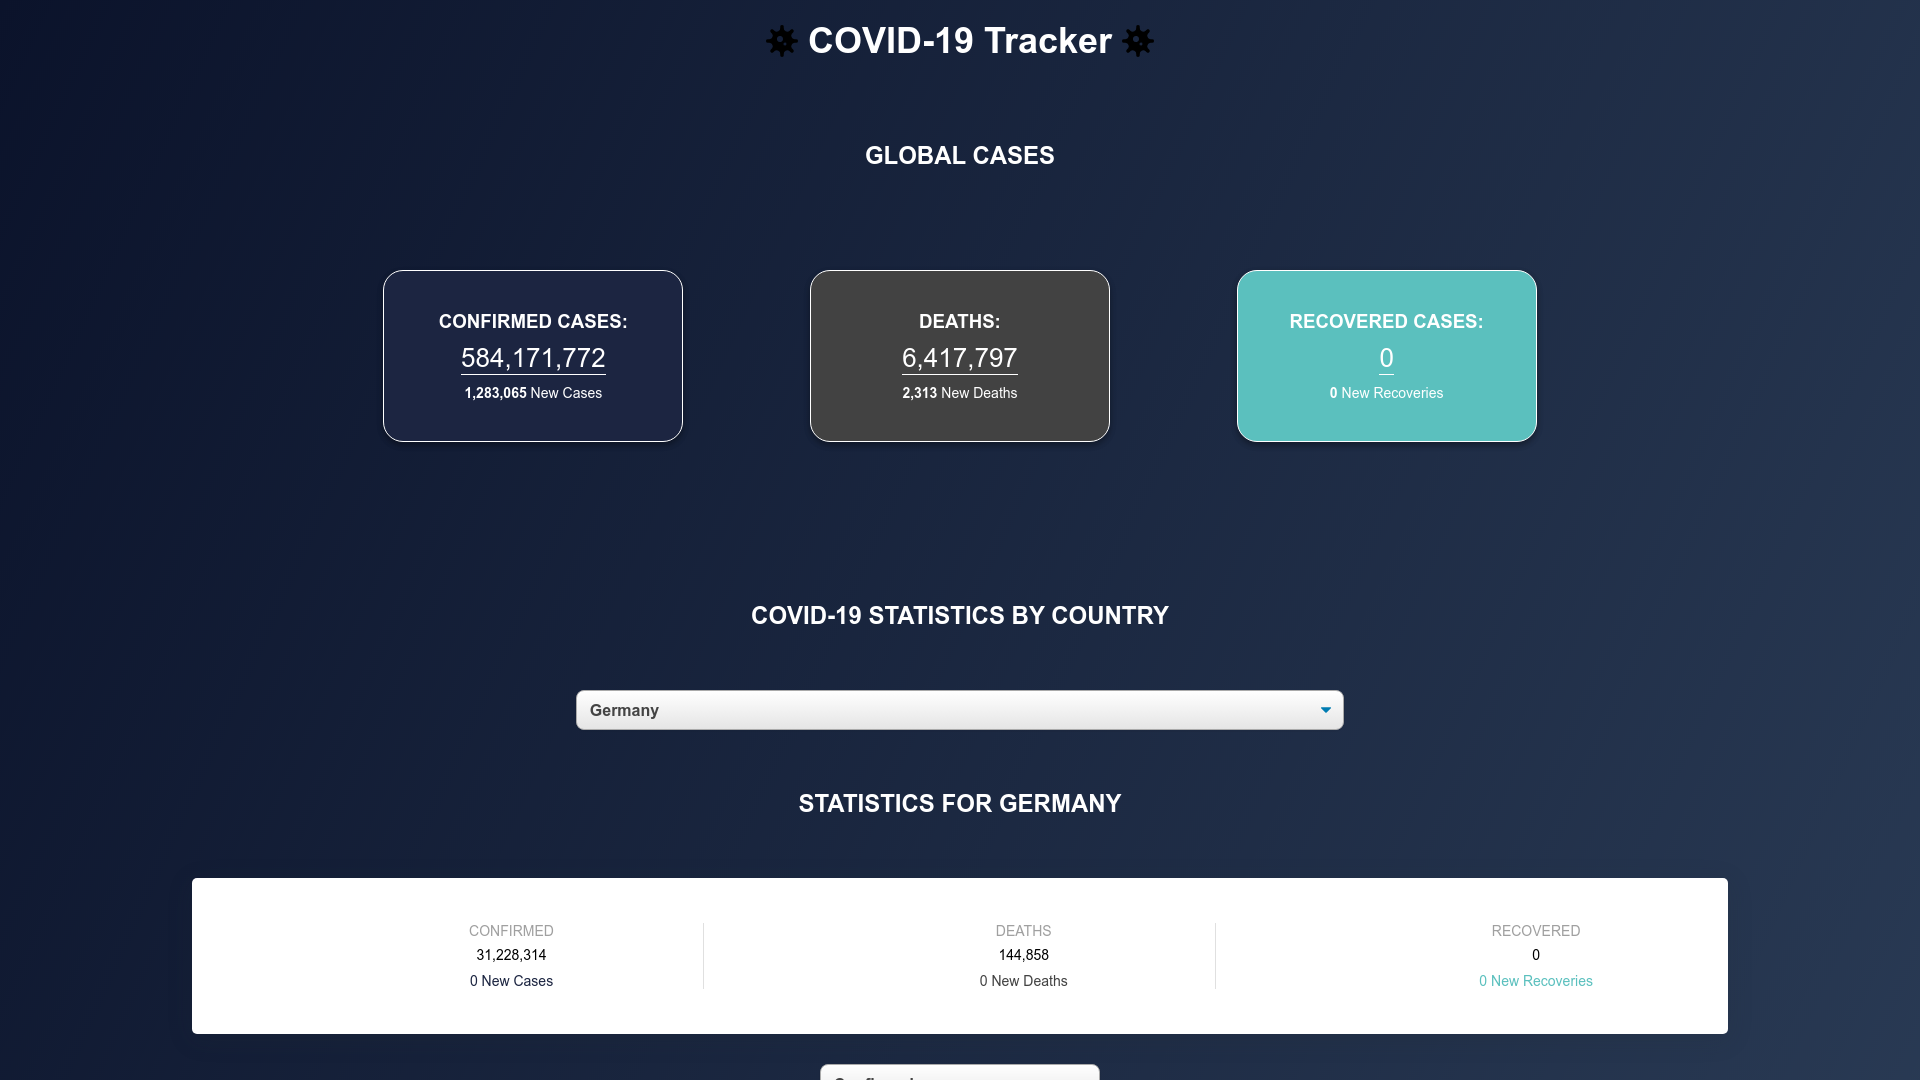 COVID-19 Tracker
GLOBAL CASES
CONFIRMED CASES:
584,171,772
1,283,065 New Cases
DEATHS:
6,417,797
2,313 New Deaths
RECOVERED CASES:
0
0 New Recoveries
COVID-19 STATISTICS BY COUNTRY
Germany
STATISTICS FOR GERMANY
CONFIRMED
31,228,314
0 New Cases
DEATHS
144,858
0 New Deaths
RECOVERED
0
0 New Recoveries